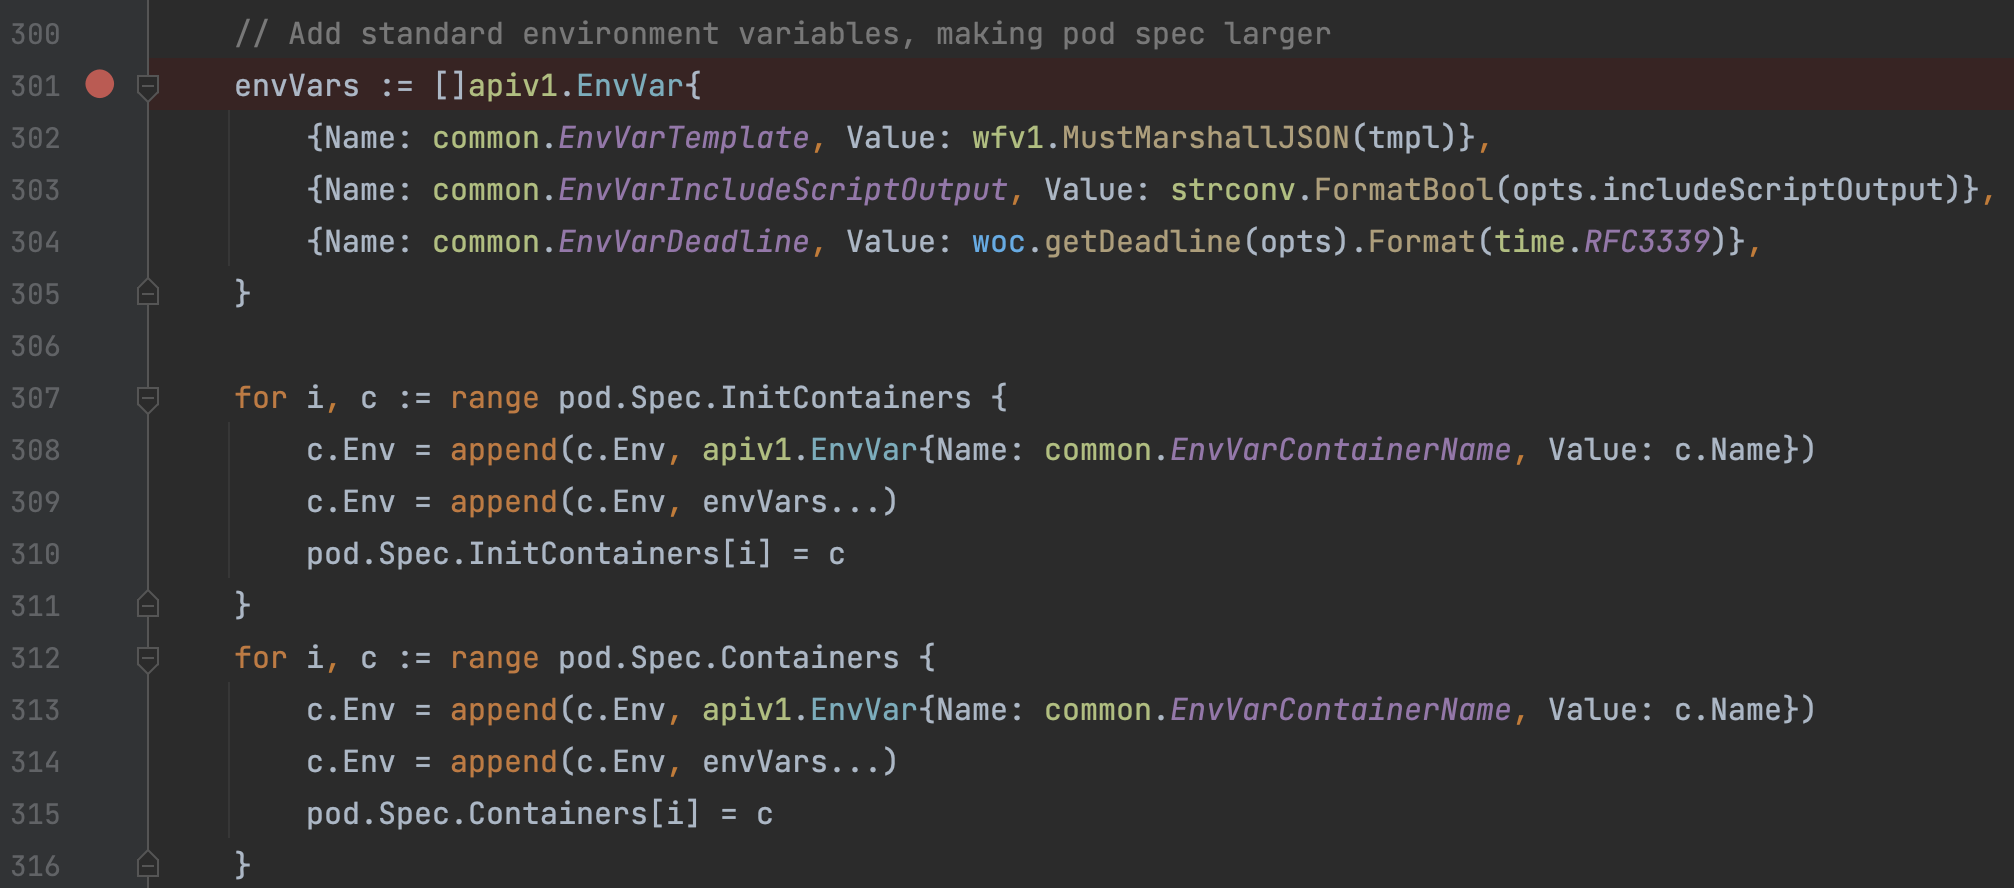 300 // Add standard environment variables, making pod spec larger
301 envVars := []apiv1.EnvVar{
302 {Name: common.EnvVarTemplate, Value: wfv1.MustMarshallJSON(tmpl)},
303 {Name: common.EnvVarIncludeScriptOutput, Value: strconv.FormatBool(opts.includeScriptOutput)},
304 {Name: common.EnvVarDeadline, Value: woc.getDeadline(opts).Format(time.RFC3339)},
305 }
306
307 for i, c := range pod.Spec.InitContainers {
308 c.Env = append(c.Env, apiv1.EnvVar{Name: common.EnvVarContainerName, Value: c.Name})
309 c.Env = append(c.Env, envVars...)
310 pod.Spec.InitContainers[i] = c
311 }
312 for i, c := range pod.Spec.Containers {
313 c.Env = append(c.Env, apiv1.EnvVar{Name: common.EnvVarContainerName, Value: c.Name})
314 c.Env = append(c.Env, envVars...)
315 pod.Spec.Containers[i] = c
316 }